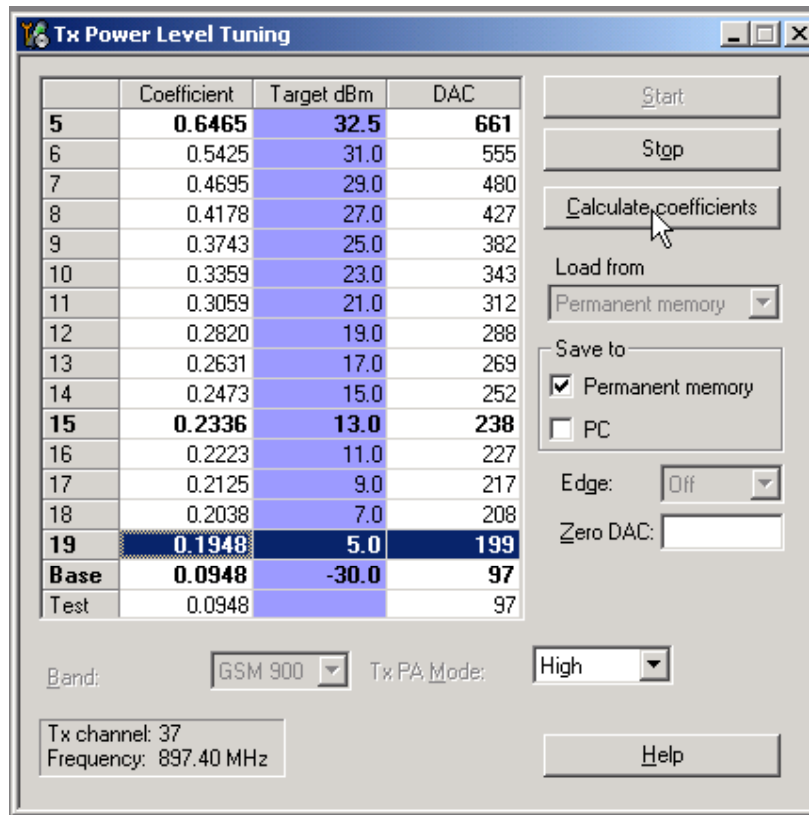 Tx Power Level Tuning
Coefficient Target dBm DAC
5 0.6465 32.5 661
6 0.5425 31.0 555
7 0.4695 29.0 480
8 0.4178 27.0 427
9 0.3743 25.0 382
10 0.3359 23.0 343
11 0.3059 21.0 312
12 0.2820 19.0 288
13 0.2631 17.0 269
14 0.2473 15.0 252
15 0.2336 13.0 238
16 0.2223 11.0 227
17 0.2125 9.0 217
18 0.2038 7.0 208
19 0.1948 5.0 199
Base 0.0948 -30.0 97
Test 0.0948 97
Start
Stop
Calculate coefficients
Load from
Permanent memory
Save to
Permanent memory
PC
Edge: Off
Zero DAC:
Band: GSM 900 Tx PA Mode: High
Tx channel: 37
Frequency: 897.40 MHz
Help